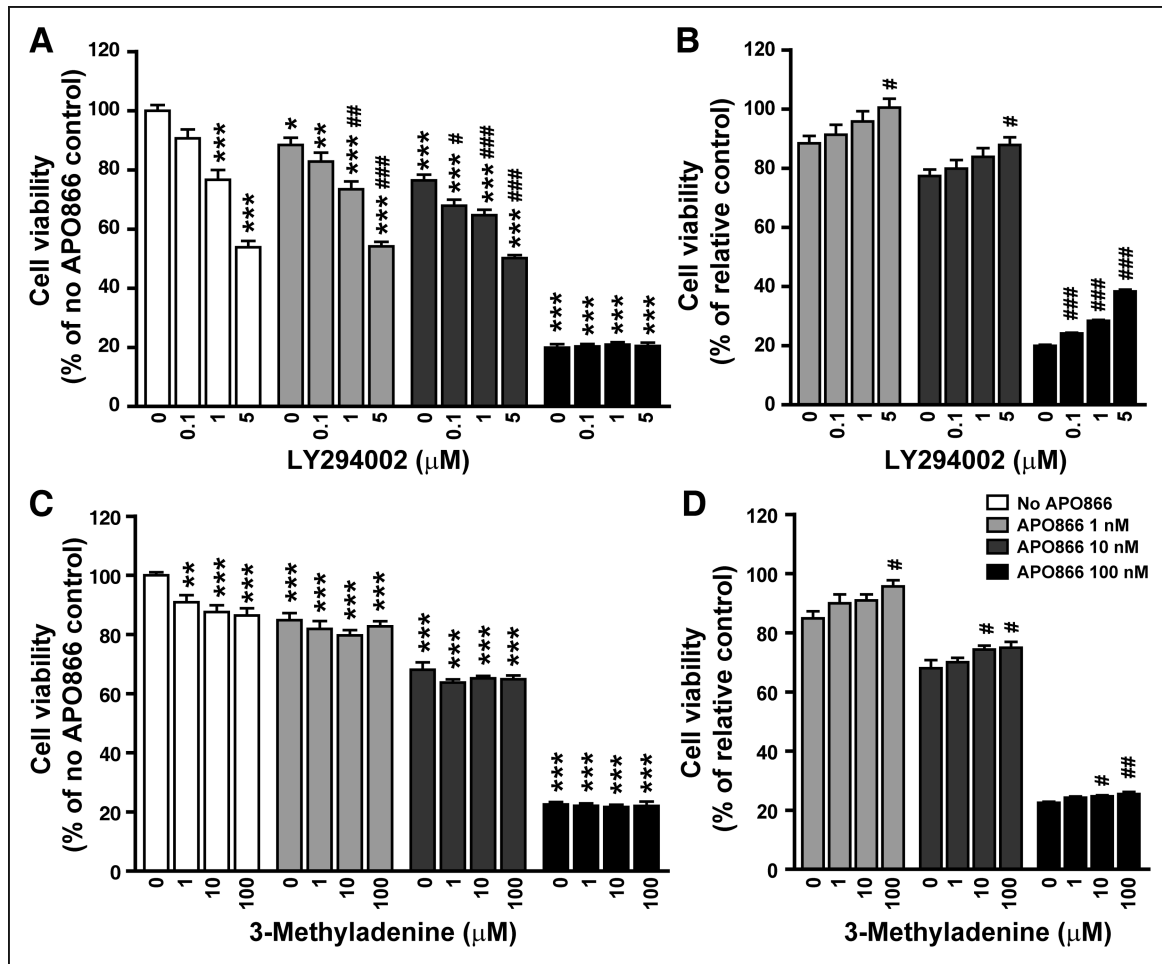 A
Cell viability
(% of no APO866 control)
120
100
80
60
40
20
0
***
***
*
**
*** ##
*** ###
***
*** #
*** ###
*** ###
***
***
***
***
0 0.1 1 5 0 0.1 1 5 0 0.1 1 5 0 0.1 1 5
LY294002 (μM)
B
Cell viability
(% of relative control)
120
100
80
60
40
20
0
#
#
###
###
###
0 0.1 1 5 0 0.1 1 5 0 0.1 1 5
LY294002 (μM)
C
Cell viability
(% of no APO866 control)
120
100
80
60
40
20
0
**
***
***
***
***
***
***
***
***
***
***
***
***
***
***
0 1 10 100 0 1 10 100 0 1 10 100 0 1 10 100
3-Methyladenine (μM)
D
No APO866
APO866 1 nM
APO866 10 nM
APO866 100 nM
Cell viability
(% of relative control)
120
100
80
60
40
20
0
#
#
#
#
##
0 1 10 100 0 1 10 100 0 1 10 100
3-Methyladenine (μM)